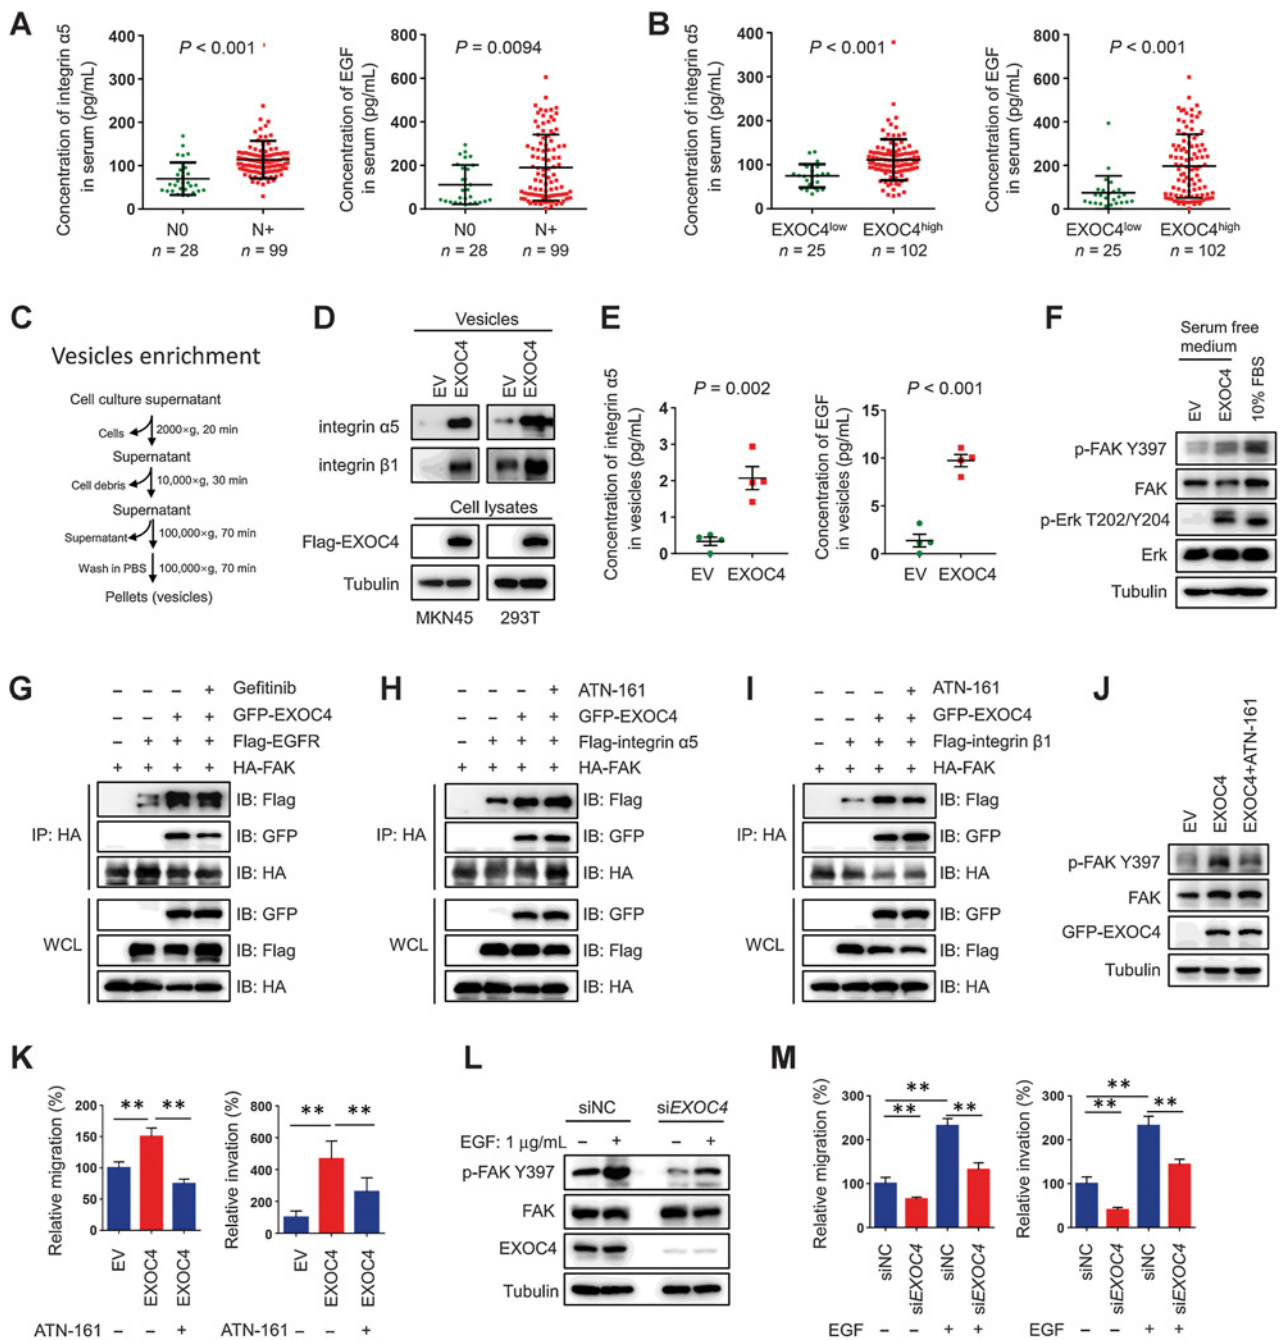 A
Concentration of integrin α5
in serum (pg/mL)
400
300
200
100
0
P < 0.001
N0
N+
n = 28
n = 99
Concentration of EGF
in serum (pg/mL)
800
600
400
200
0
P = 0.0094
N0
N+
n = 28
n = 99
B
Concentration of integrin α5
in serum (pg/mL)
400
300
200
100
0
P < 0.001
EXOC4low
EXOC4high
n = 25
n = 102
Concentration of EGF
in serum (pg/mL)
800
600
400
200
0
P < 0.001
EXOC4low
EXOC4high
n = 25
n = 102
C
Vesicles enrichment
Cell culture supernatant
Cells
2000×g, 20 min
Supernatant
Cell debris
10,000×g, 30 min
Supernatant
Supernatant
100,000×g, 70 min
Wash in PBS
100,000×g, 70 min
Pellets (vesicles)
D
Vesicles
EV
EXOC4
EV
EXOC4
integrin α5
integrin β1
Cell lysates
Flag-EXOC4
Tubulin
MKN45
293T
E
Concentration of integrin α5
in vesicles (pg/mL)
P = 0.002
4
3
2
1
0
EV
EXOC4
Concentration of EGF
in vesicles (pg/mL)
P < 0.001
15
10
5
0
EV
EXOC4
F
Serum free
medium
EV
EXOC4
10% FBS
p-FAK Y397
FAK
p-Erk T202/Y204
Erk
Tubulin
G
– – – + Gefitinib
– – + + GFP-EXOC4
– + + + Flag-EGFR
+ + + + HA-FAK
IP: HA
IB: Flag
IB: GFP
IB: HA
WCL
IB: GFP
IB: Flag
IB: HA
H
– – – + ATN-161
– – + + GFP-EXOC4
– + + + Flag-integrin α5
+ + + + HA-FAK
IP: HA
IB: Flag
IB: GFP
IB: HA
WCL
IB: GFP
IB: Flag
IB: HA
I
– – – + ATN-161
– – + + GFP-EXOC4
– + + + Flag-integrin β1
+ + + + HA-FAK
IP: HA
IB: Flag
IB: GFP
IB: HA
WCL
IB: GFP
IB: Flag
IB: HA
J
EV
EXOC4
EXOC4+ATN-161
p-FAK Y397
FAK
GFP-EXOC4
Tubulin
K
Relative migration (%)
200
150
100
50
0
** **
EV
EXOC4
EXOC4
ATN-161 – – +
Relative invation (%)
800
600
400
200
0
** **
EV
EXOC4
EXOC4
ATN-161 – – +
L
siNC
siEXOC4
EGF: 1 μg/mL – + – +
p-FAK Y397
FAK
EXOC4
Tubulin
M
Relative migration (%)
300
200
100
0
**
** **
siNC
siEXOC4
siNC
siEXOC4
EGF – – + +
Relative invasion (%)
300
200
100
0
**
** **
siNC
siEXOC4
siNC
siEXOC4
EGF – – + +